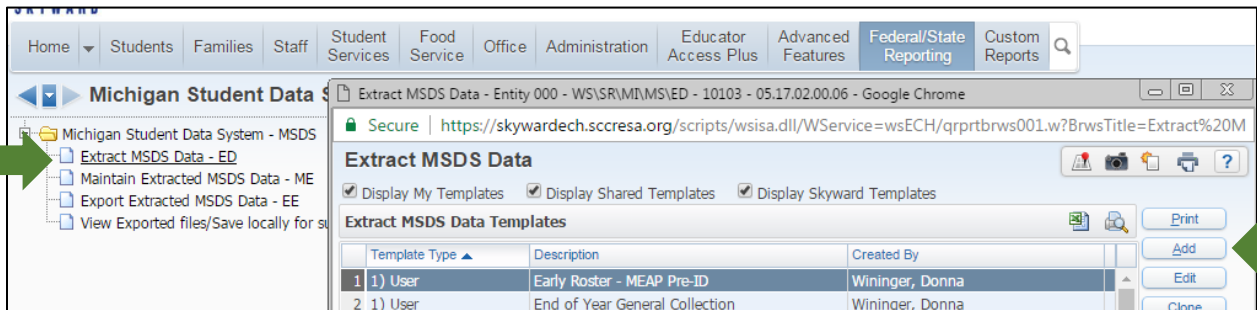 SKYWARD
Home Students Families Staff Student Services Food Service Office Administration Educator Access Plus Advanced Features Federal/State Reporting Custom Reports
Michigan Student Data S
Extract MSDS Data - Entity 000 - WS\SR\MI\MS\ED - 10103 - 05.17.02.00.06 - Google Chrome
Michigan Student Data System - MSDS
Secure | https://skywardech.sccresa.org/scripts/wsisa.dll/WService=wsECH/qrprtbrws001.w?BrwsTitle=Extract%20M
Extract MSDS Data - ED
Extract MSDS Data
?
Maintain Extracted MSDS Data - ME
Display My Templates Display Shared Templates Display Skyward Templates
Export Extracted MSDS Data - EE
View Exported files/Save locally for su
Extract MSDS Data Templates
Print
Template Type Description Created By
Add
1 1) User Early Roster - MEAP Pre-ID Wininger, Donna
Edit
2 1) User End of Year General Collection Wininger, Donna
Clone